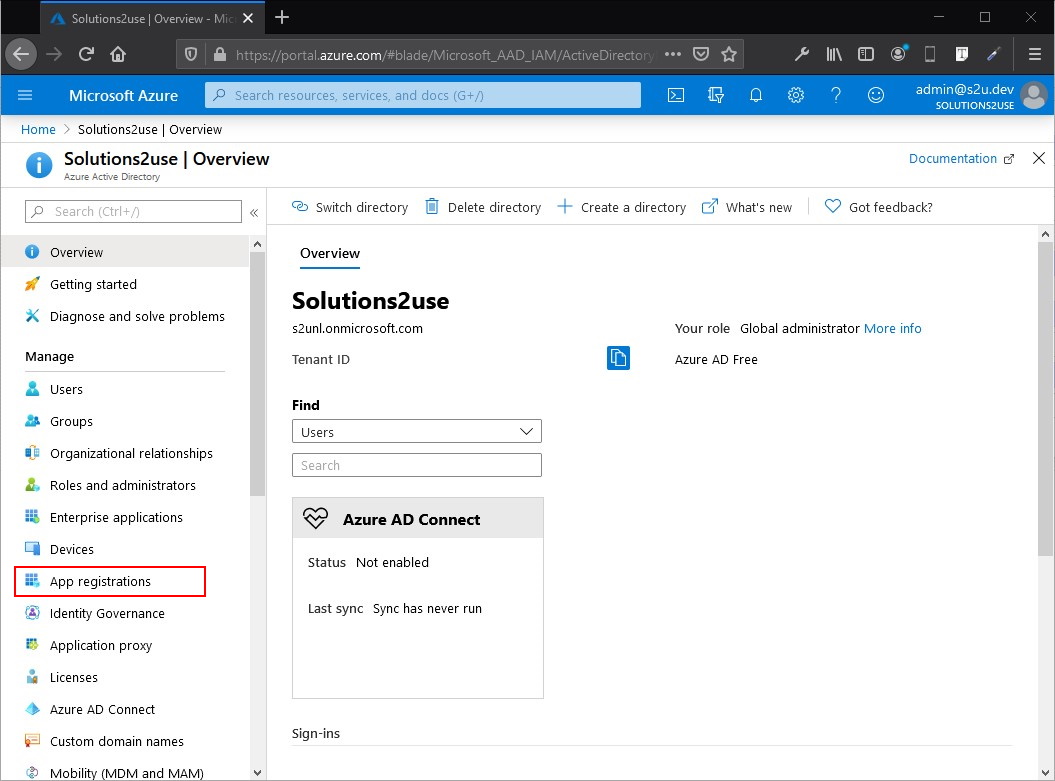 Solutions2use | Overview - Mic
https://portal.azure.com/#blade/Microsoft_AAD_IAM/ActiveDirectory
Microsoft Azure
Search resources, services, and docs (G+/)
admin@s2u.dev
SOLUTIONS2USE
Home > Solutions2use | Overview
Solutions2use | Overview
Azure Active Directory
Documentation
Search (Ctrl+/)
«
Switch directory
Delete directory
Create a directory
What's new
Got feedback?
Overview
Getting started
Diagnose and solve problems
Manage
Users
Groups
Organizational relationships
Roles and administrators
Enterprise applications
Devices
App registrations
Identity Governance
Application proxy
Licenses
Azure AD Connect
Custom domain names
Mobility (MDM and MAM)
Overview
Solutions2use
s2unl.onmicrosoft.com
Your role Global administrator More info
Tenant ID
Azure AD Free
Find
Users
Search
Azure AD Connect
Status Not enabled
Last sync Sync has never run
Sign-ins